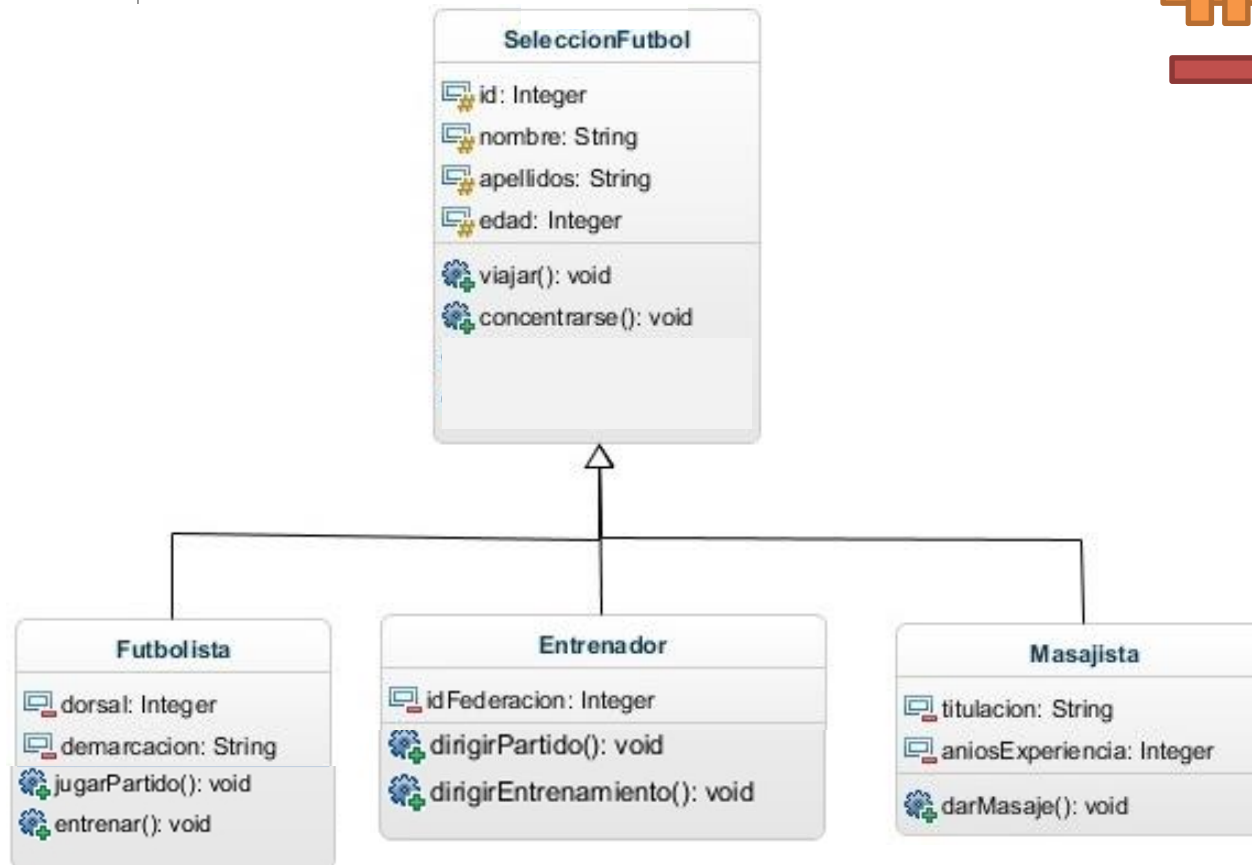 SeleccionFutbol
id: Integer
nombre: String
apellidos: String
edad: Integer
viajar(): void
concentrarse(): void
Futbolista
dorsal: Integer
demarcacion: String
jugarPartido(): void
entrenar(): void
Entrenador
idFederacion: Integer
dirigirPartido(): void
dirigirEntrenamiento(): void
Masajista
titulacion: String
aniosExperiencia: Integer
darMasaje(): void